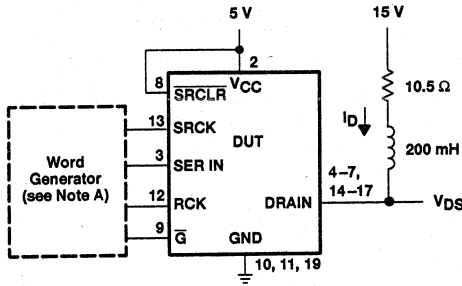 5 V
15 V
2
8
SRCLR
VCC
10.5 Ω
13
SRCK
ID
DUT
Word
Generator
(see Note A)
3
SER IN
200 mH
4–7,
14–17
12
RCK
DRAIN
VDS
9
G
GND
10, 11, 19